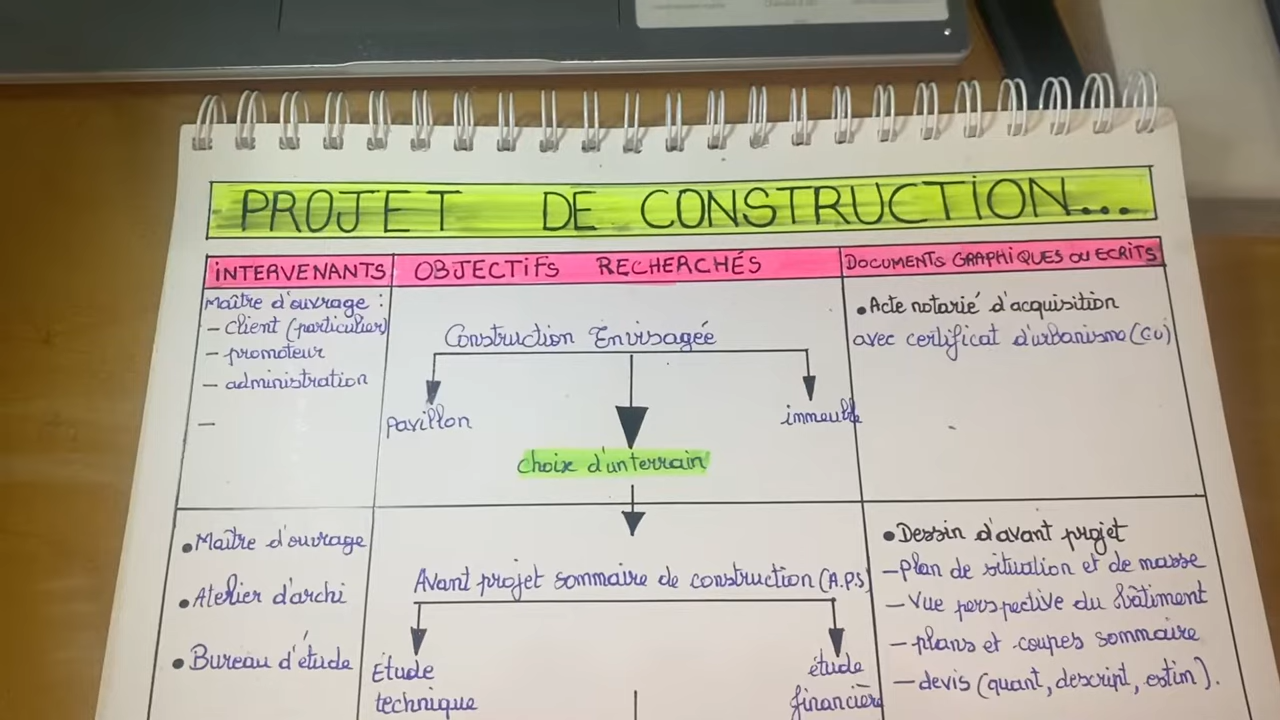 PROJET DE CONSTRUCTION...
INTERVENANTS
OBJECTIFS RECHERCHÉS
DOCUMENTS GRAPHIQUES OU ECRITS
Maître d'ouvrage :
- client (particulier)
- promoteur
- administration
-
Construction Envisagée
pavillon
immeuble
choix d'un terrain
• Acte notarié d'acquisition
avec certificat d'urbanisme (CU)
• Maître d'ouvrage
• Atelier d'archi
• Bureau d'étude
Avant projet sommaire de construction (A.P.S)
Étude
technique
étude
financière
• Dessin d'avant projet
- plan de situation et de masse
- Vue perspective du bâtiment
- plans et coupes sommaire
- devis (quant, descript, estim).